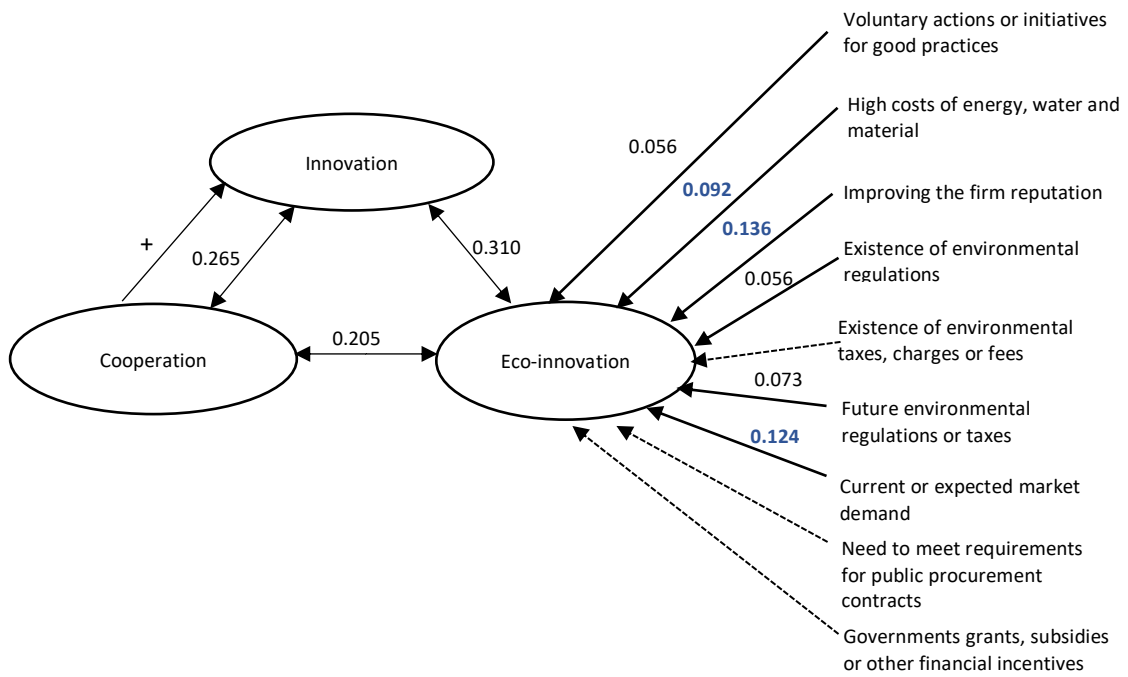 Voluntary actions or initiatives
for good practices
High costs of energy, water and
material
0.056
Innovation
0.092
Improving the firm reputation
0.136
+
0.265
0.310
Existence of environmental
regulations
0.056
Existence of environmental
taxes, charges or fees
0.205
Cooperation
Eco-innovation
0.073
Future environmental
regulations or taxes
0.124
Current or expected market
demand
Need to meet requirements
for public procurement
contracts
Governments grants, subsidies
or other financial incentives